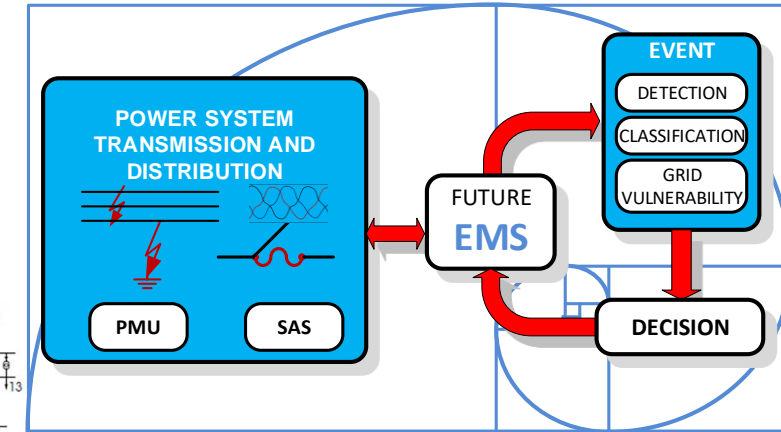 POWER SYSTEM
TRANSMISSION AND
DISTRIBUTION
PMU
SAS
FUTURE
EMS
EVENT
DETECTION
CLASSIFICATION
GRID
VULNERABILITY
DECISION
θ
13